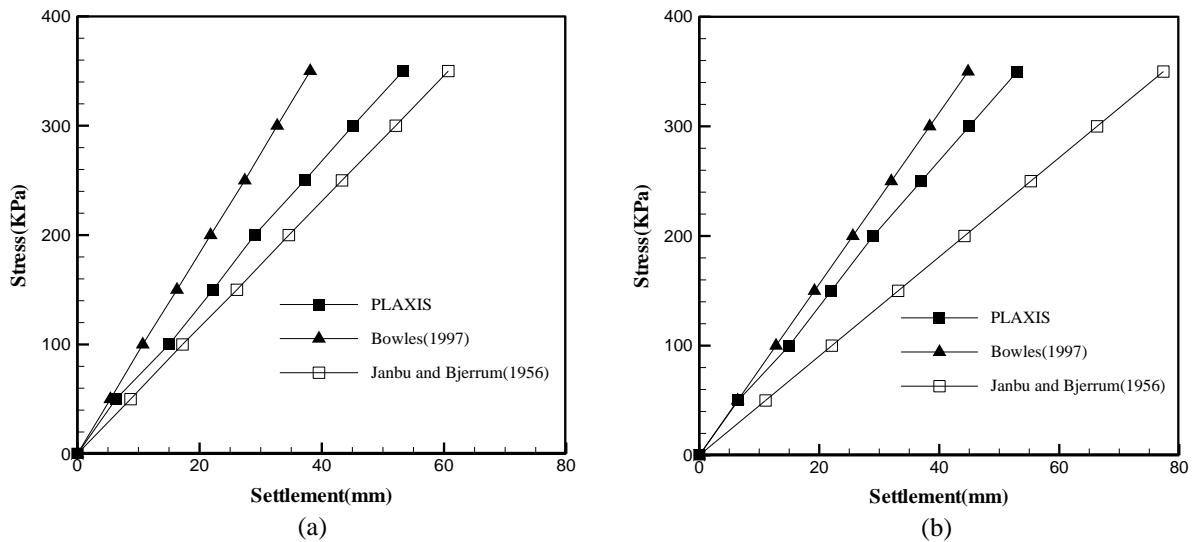 400
300
200
100
0
Stress(KPa)
0 20 40 60 80
Settlement(mm)
PLAXIS
Bowles(1997)
Janbu and Bjerrum(1956)
(a)
400
300
200
100
0
Stress(KPa)
0 20 40 60 80
Settlement(mm)
PLAXIS
Bowles(1997)
Janbu and Bjerrum(1956)
(b)